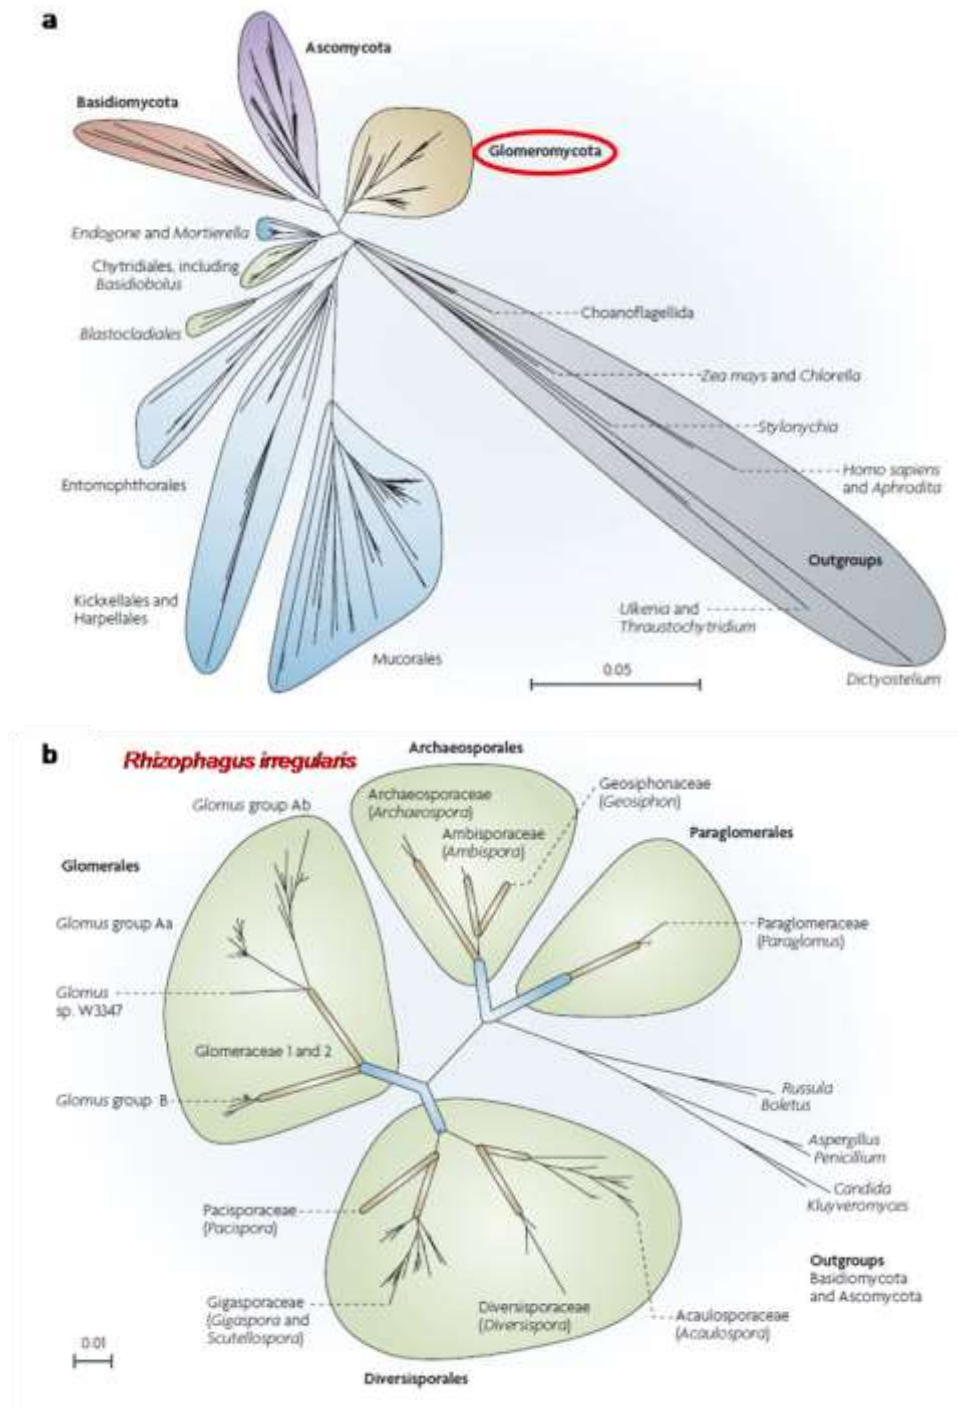 a
Ascomycota
Basidiomycota
Glomeromycota
Endogone and Mortierella
Chytridiales, including
Basidiobolus
Blastocladiales
Choanoflagellida
Zea mays and Chlorella
Stylonychia
Homo sapiens
and Aphrodita
Entomophthorales
Outgroups
Kickxellales and
Harpellales
Ulkenia and
Thraustochytridium
Mucorales
0.05
Dictyostelium
b
Rhizophagus irregularis
Archaeosporales
Glomus group Ab
Archaeosporaceae
(Archaeospora)
Geosiphonaceae
(Geosiphon)
Ambisporaceae
(Ambispora)
Paraglomerales
Glomerales
Glomus group Aa
Paraglomeraceae
(Paraglomus)
Glomus
sp. W3347
Glomeraceae 1 and 2
Glomus group B
Russula
Boletus
Aspergillus
Penicillium
Candida
Kluyveromyces
Pacisporaceae
(Pacispora)
Outgroups
Basidiomycota
and Ascomycota
Gigasporaceae
(Gigaspora and
Scutellospora)
Diversisporaceae
(Diversispora)
Acaulosporaceae
(Acaulospora)
0.01
Diversisporales